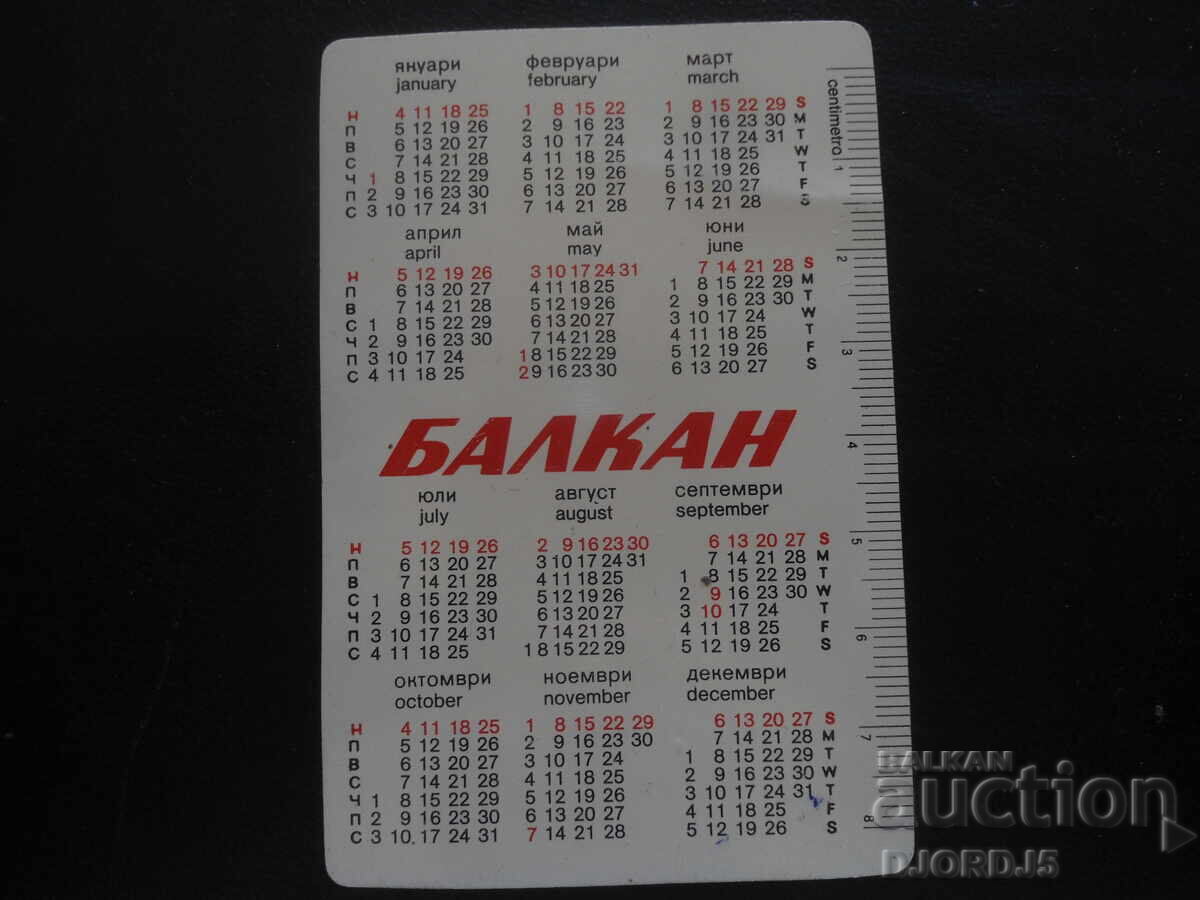 януари февруари март
january february march
Н 4 11 18 25 1 8 15 22 1 8 15 22 29 S
П 5 12 19 26 2 9 16 23 2 9 16 23 30 M
В 6 13 20 27 3 10 17 24 3 10 17 24 31 T
С 7 14 21 28 4 11 18 25 4 11 18 25 W
Ч 1 8 15 22 29 5 12 19 26 5 12 19 26 T
П 2 9 16 23 30 6 13 20 27 6 13 20 27 F
С 3 10 17 24 31 7 14 21 28 7 14 21 28 S
април май юни
april may june
Н 5 12 19 26 3 10 17 24 31 7 14 21 28 S
П 6 13 20 27 4 11 18 25 1 8 15 22 29 M
В 7 14 21 28 5 12 19 26 2 9 16 23 30 T
С 1 8 15 22 29 6 13 20 27 3 10 17 24 W
Ч 2 9 16 23 30 7 14 21 28 4 11 18 25 T
П 3 10 17 24 1 8 15 22 29 5 12 19 26 F
С 4 11 18 25 2 9 16 23 30 6 13 20 27 S
БАЛКАН
юли август септември
july august september
Н 5 12 19 26 2 9 16 23 30 6 13 20 27 S
П 6 13 20 27 3 10 17 24 31 7 14 21 28 M
В 7 14 21 28 4 11 18 25 1 8 15 22 29 T
С 1 8 15 22 29 5 12 19 26 2 9 16 23 30 W
Ч 2 9 16 23 30 6 13 20 27 3 10 17 24 T
П 3 10 17 24 31 7 14 21 28 4 11 18 25 F
С 4 11 18 25 1 8 15 22 29 5 12 19 26 S
октомври ноември декември
october november december
Н 4 11 18 25 1 8 15 22 29 6 13 20 27 S
П 5 12 19 26 2 9 16 23 30 7 14 21 28 M
В 6 13 20 27 3 10 17 24 1 8 15 22 29 T
С 7 14 21 28 4 11 18 25 2 9 16 23 30 W
Ч 1 8 15 22 29 5 12 19 26 3 10 17 24 31 T
П 2 9 16 23 30 6 13 20 27 4 11 18 25 F
С 3 10 17 24 31 7 14 21 28 5 12 19 26 S
centimetro 1 2 3 4 5 6 7 8
BALKAN
auction
DJORDJ5